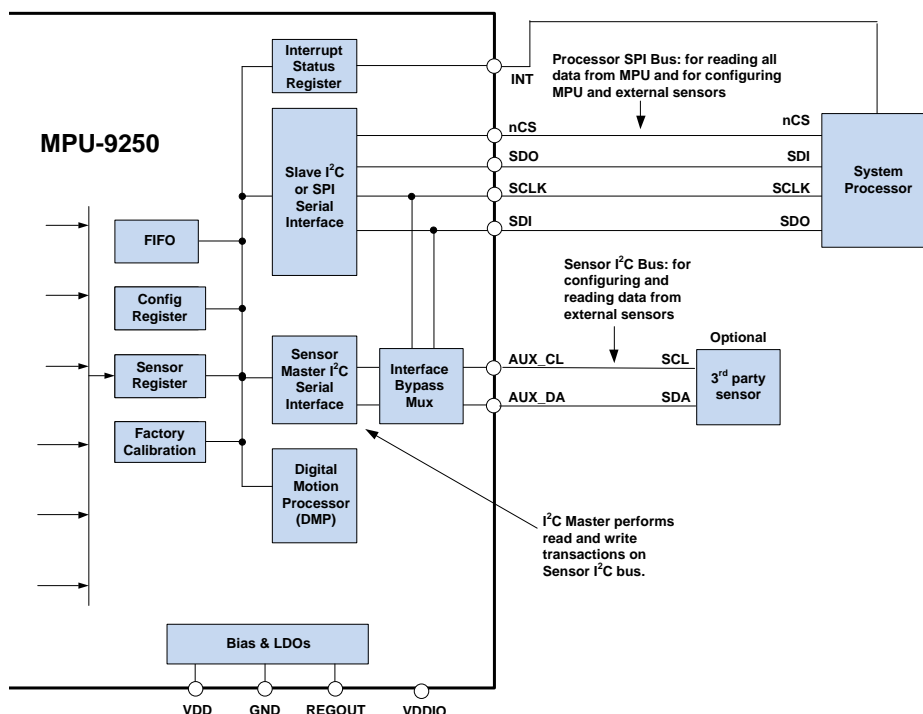 Interrupt
Status
Register
INT
Processor SPI Bus: for reading all
data from MPU and for configuring
MPU and external sensors
MPU-9250
Slave I²C
or SPI
Serial
Interface
nCS
nCS
SDO
SDI
SCLK
SCLK
SDI
SDO
System
Processor
FIFO
Config
Register
Sensor
Register
Factory
Calibration
Sensor I²C Bus: for
configuring and
reading data from
external sensors
Sensor
Master I²C
Serial
Interface
Interface
Bypass
Mux
AUX_CL
SCL
AUX_DA
SDA
Optional
3rd party
sensor
Digital
Motion
Processor
(DMP)
I²C Master performs
read and write
transactions on
Sensor I²C bus.
Bias & LDOs
VDD
GND
REGOUT
VDDIO